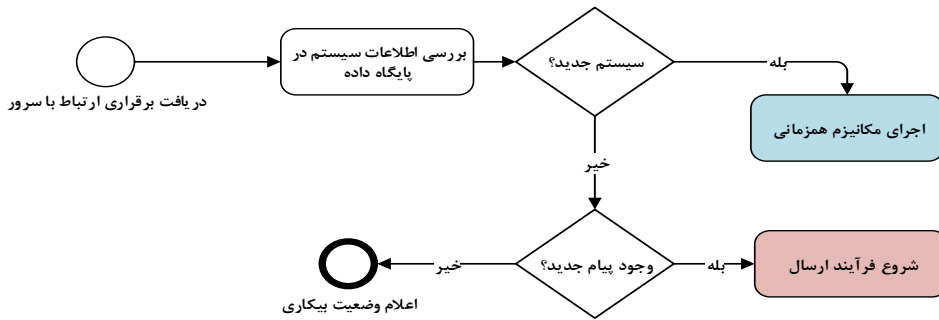 دریافت برقراری ارتباط با سرور
بررسی اطلاعات سیستم در
پایگاه داده
سیستم جدید؟
بله
اجرای مکانیزم همزمانی
خیر
وجود پیام جدید؟
بله
شروع فرآیند ارسال
خیر
اعلام وضعیت بیکاری